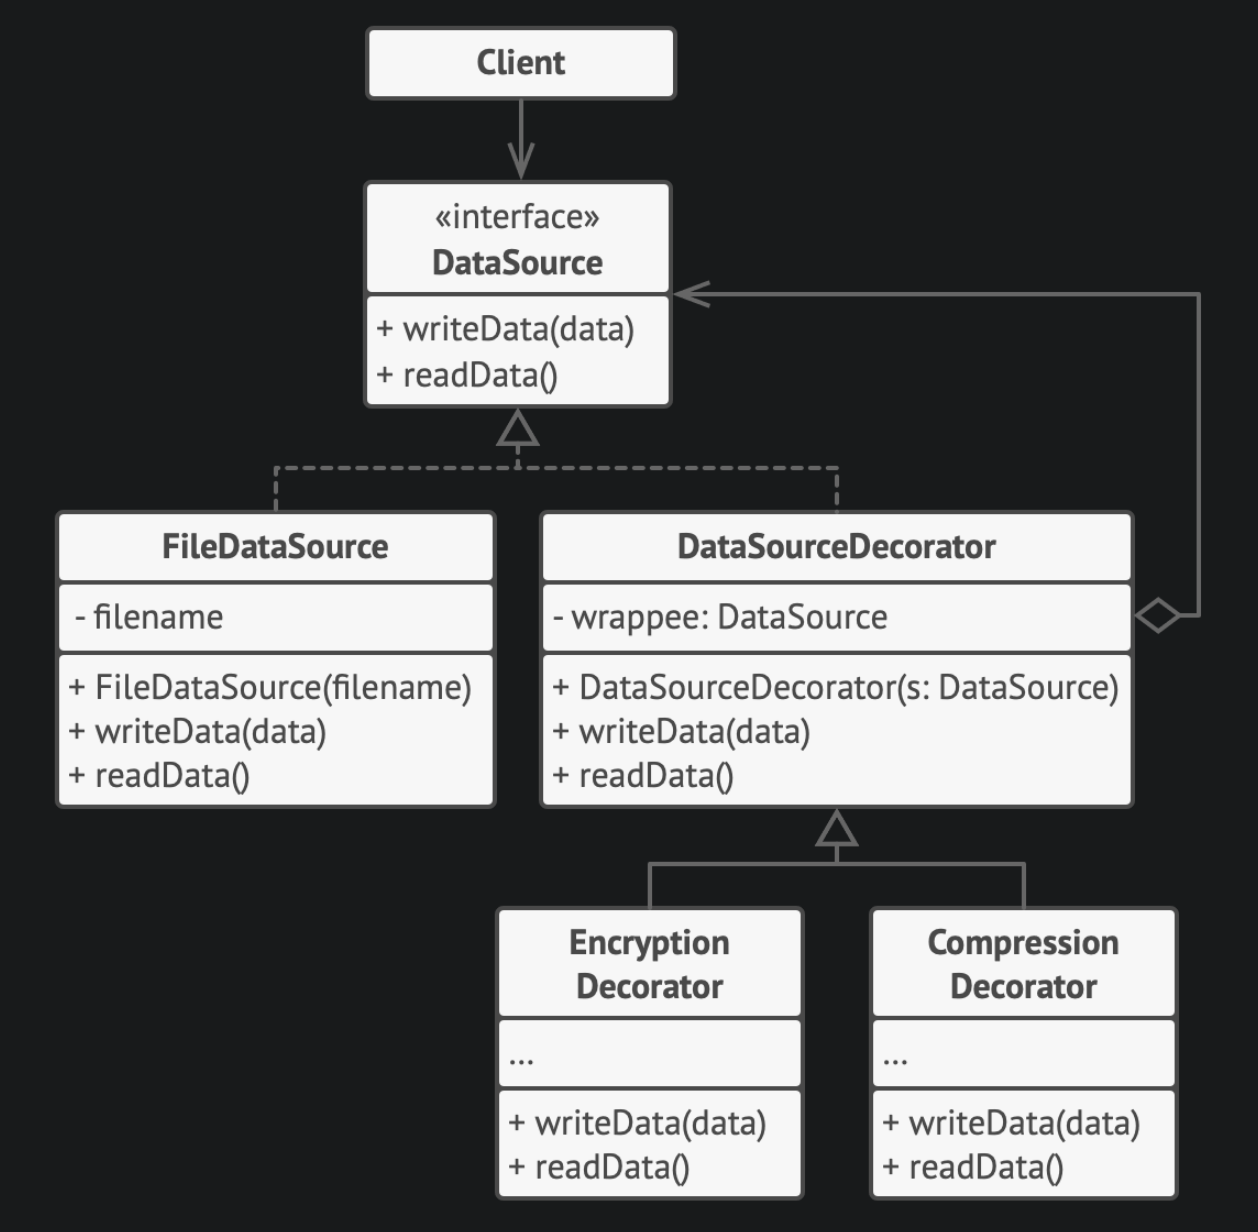 Client
«interface»
DataSource
+ writeData(data)
+ readData()
FileDataSource
- filename
+ FileDataSource(filename)
+ writeData(data)
+ readData()
DataSourceDecorator
- wrappee: DataSource
+ DataSourceDecorator(s: DataSource)
+ writeData(data)
+ readData()
Encryption
Decorator
...
+ writeData(data)
+ readData()
Compression
Decorator
...
+ writeData(data)
+ readData()